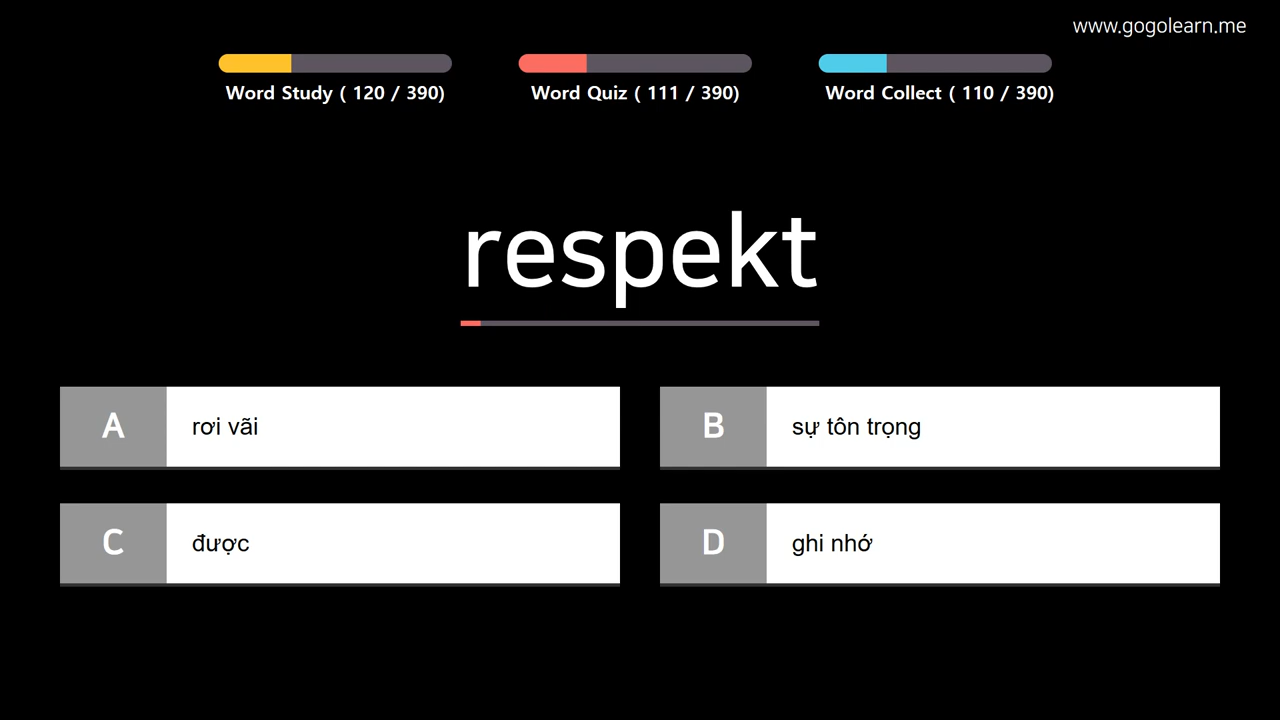 www.gogolearn.me
Word Study ( 120 / 390)
Word Quiz ( 111 / 390)
Word Collect ( 110 / 390)
respekt
A rơi vãi
B sự tôn trọng
C được
D ghi nhớ